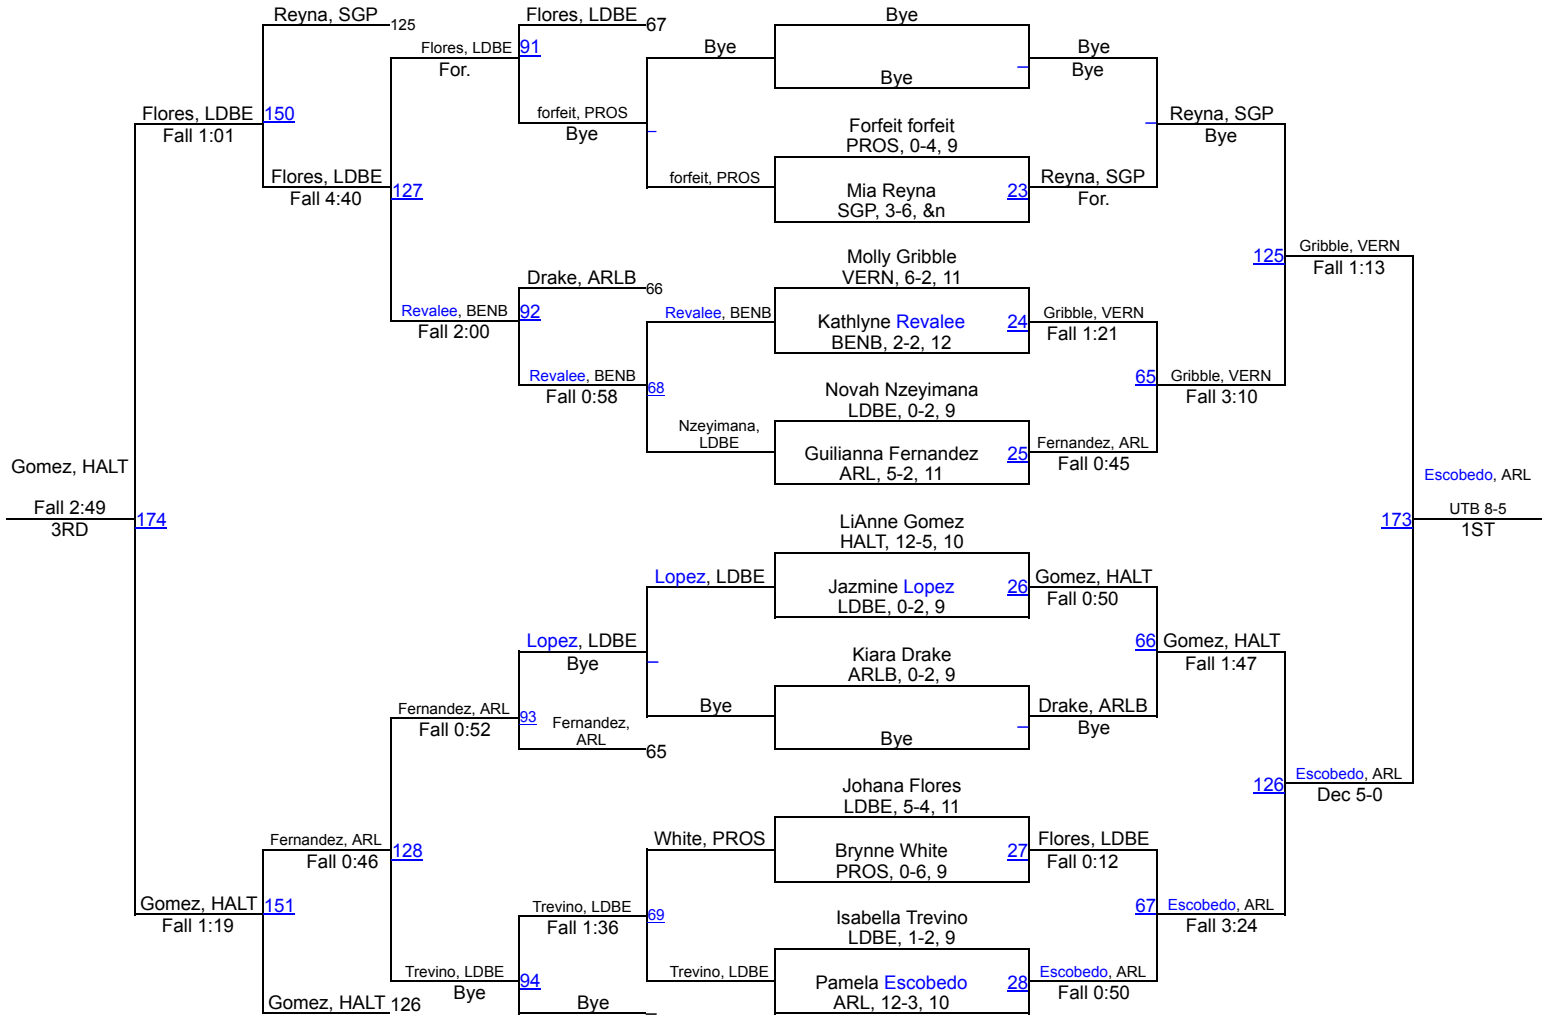 Reyna, SGP
125
Flores, LDBE
67
Bye
Flores, LDBE
91
For.
Bye
Bye
Bye
Bye
_
Flores, LDBE
150
Fall 1:01
forfeit, PROS
Bye
_
Forfeit forfeit
PROS, 0-4, 9
_
Reyna, SGP
Bye
Flores, LDBE
127
Fall 4:40
forfeit, PROS
Mia Reyna
SGP, 3-6, &n
23
Reyna, SGP
For.
Molly Gribble
VERN, 6-2, 11
125
Gribble, VERN
Fall 1:13
Drake, ARLB
66
Revalee, BENB
92
Fall 2:00
Revalee, BENB
Kathlyne Revalee
BENB, 2-2, 12
24
Gribble, VERN
Fall 1:21
Revalee, BENB
68
Fall 0:58
Novah Nzeyimana
LDBE, 0-2, 9
65
Gribble, VERN
Fall 3:10
Nzeyimana,
LDBE
Guilianna Fernandez
ARL, 5-2, 11
25
Fernandez, ARL
Fall 0:45
Gomez, HALT
Fall 2:49
174
3RD
Escobedo, ARL
173
UTB 8-5
1ST
LiAnne Gomez
HALT, 12-5, 10
Lopez, LDBE
Jazmine Lopez
LDBE, 0-2, 9
26
Gomez, HALT
Fall 0:50
Lopez, LDBE
Bye
_
Kiara Drake
ARLB, 0-2, 9
66
Gomez, HALT
Fall 1:47
Fernandez, ARL
93
Fall 0:52
Fernandez,
ARL
65
Bye
Bye
_
Drake, ARLB
Bye
Johana Flores
LDBE, 5-4, 11
126
Escobedo, ARL
Dec 5-0
Fernandez, ARL
128
Fall 0:46
White, PROS
Brynne White
PROS, 0-6, 9
27
Flores, LDBE
Fall 0:12
Gomez, HALT
151
Fall 1:19
Trevino, LDBE
69
Fall 1:36
Isabella Trevino
LDBE, 1-2, 9
67
Escobedo, ARL
Fall 3:24
Trevino, LDBE
94
Bye
Trevino, LDBE
Pamela Escobedo
ARL, 12-3, 10
28
Escobedo, ARL
Fall 0:50
Gomez, HALT
126
Bye
_